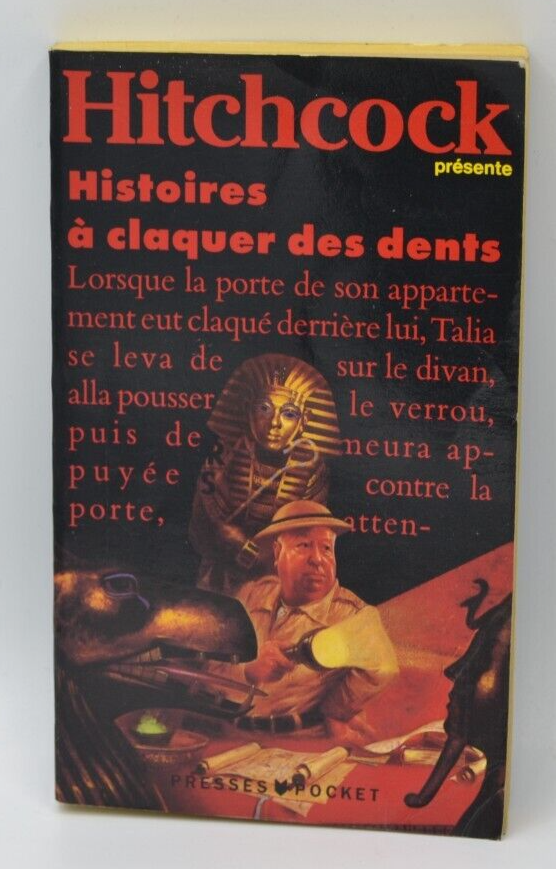 Hitchcock
présente
Histoires
à claquer des dents
Lorsque la porte de son apparte-
ment eut claqué derrière lui, Talia
se leva de sur le divan,
alla pousser le verrou,
puis de meura ap-
puyée contre la
porte, atten-
PRESSES POCKET